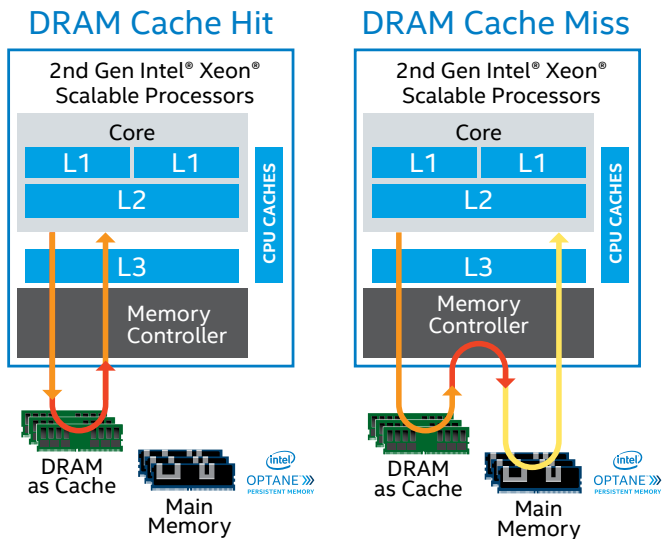 DRAM Cache Hit
2nd Gen Intel® Xeon®
Scalable Processors
Core
L1 L1
L2
L3
CPU CACHES
Memory
Controller
DRAM
as Cache
Main
Memory
intel
OPTANE
PERSISTENT MEMORY
DRAM Cache Miss
2nd Gen Intel® Xeon®
Scalable Processors
Core
L1 L1
L2
L3
CPU CACHES
Memory
Controller
DRAM
as Cache
Main
Memory
intel
OPTANE
PERSISTENT MEMORY